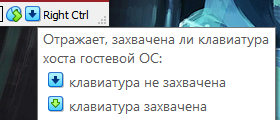 Right Ctrl
Отражает, захвачена ли клавиатура
хоста гостевой ОС:
клавиатура не захвачена
клавиатура захвачена